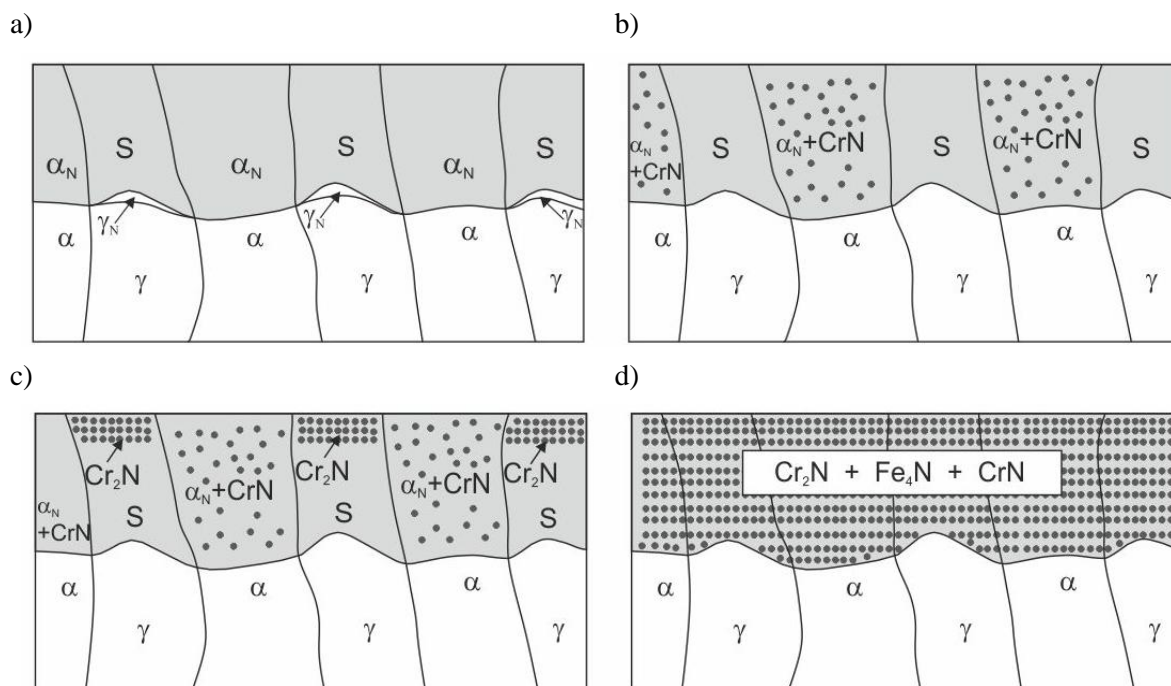 a)
S
S
S
αN
αN
αN
γN
γN
γN
α
α
α
γ
γ
b)
αN+CrN
αN+CrN
S
S
S
αN
+CrN
α
α
α
γ
γ
γ
c)
Cr2N
Cr2N
Cr2N
αN+CrN
αN+CrN
αN
+CrN
S
S
S
α
α
α
γ
γ
γ
d)
Cr2N + Fe4N + CrN
α
α
α
γ
γ
γ